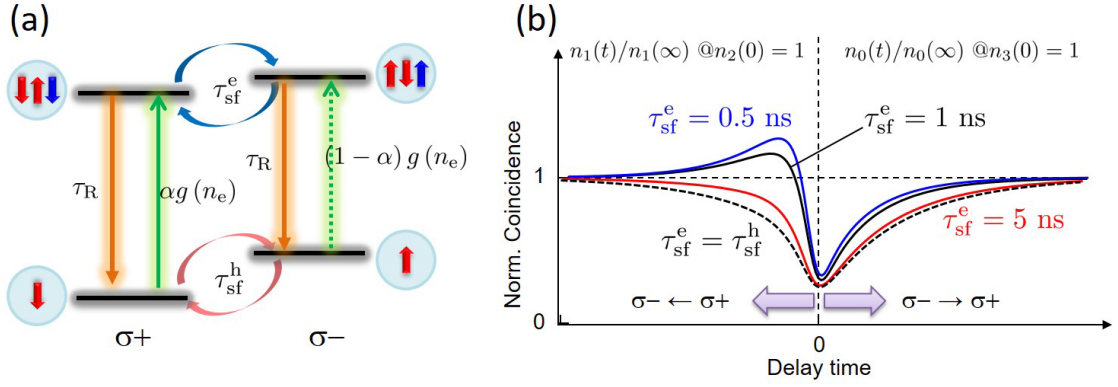 (a)
τ_sf^e
τ_R
αg (n_e)
τ_R
(1 − α) g (n_e)
τ_sf^h
σ+
σ−
(b)
n_1(t)/n_1(∞) @n_2(0) = 1
n_0(t)/n_0(∞) @n_3(0) = 1
τ_sf^e = 0.5 ns
τ_sf^e = 1 ns
1
τ_sf^e = τ_sf^h
τ_sf^e = 5 ns
σ− ← σ+
σ− → σ+
0
0
Norm. Coincidence
Delay time